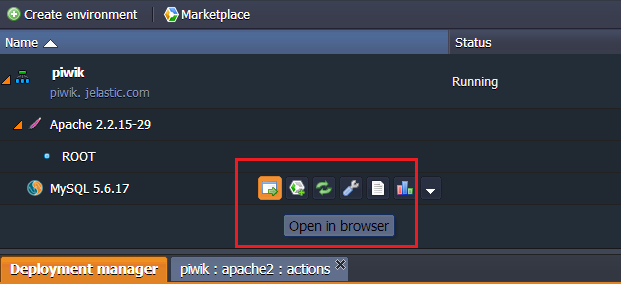 Create environment Marketplace
Name Status
piwik
piwik. jelastic.com Running
Apache 2.2.15-29
ROOT
MySQL 5.6.17
Open in browser
Deployment manager piwik : apache2 : actions